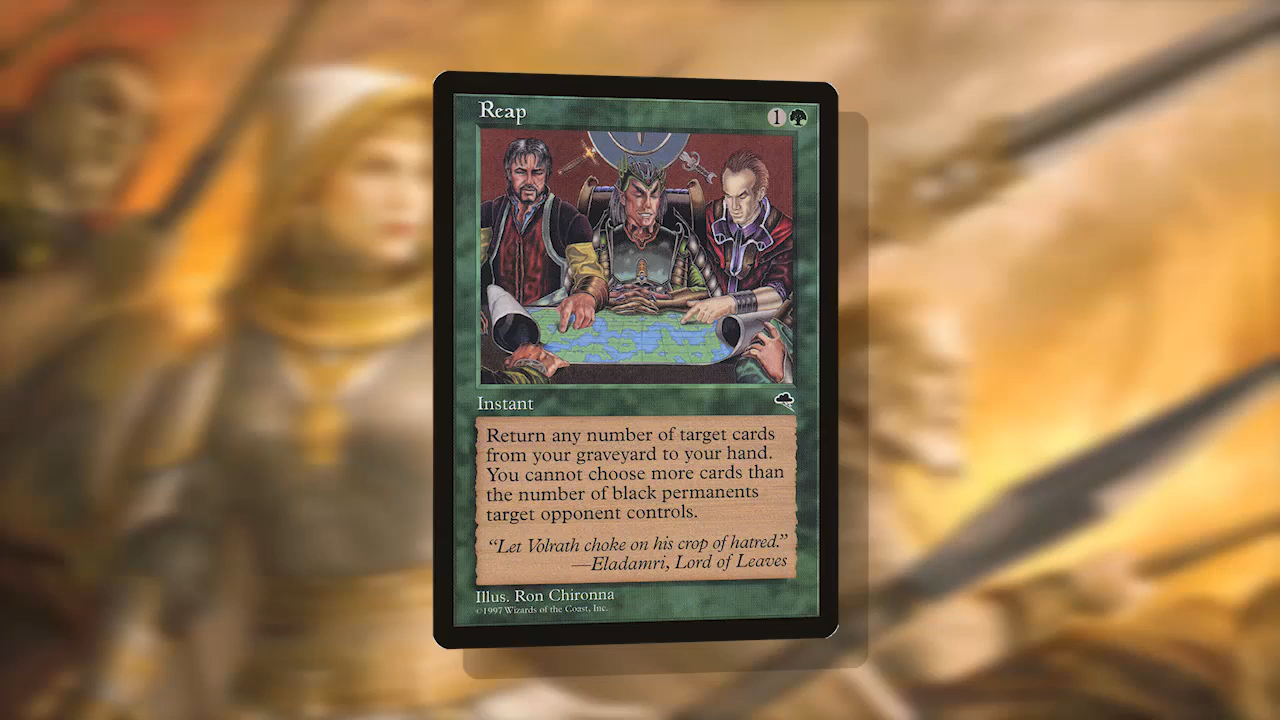 Reap
1
Instant
Return any number of target cards
from your graveyard to your hand.
You cannot choose more cards than
the number of black permanents
target opponent controls.
“Let Volrath choke on his crop of hatred.”
—Eladamri, Lord of Leaves
Illus. Ron Chironna
©1997 Wizards of the Coast, Inc.